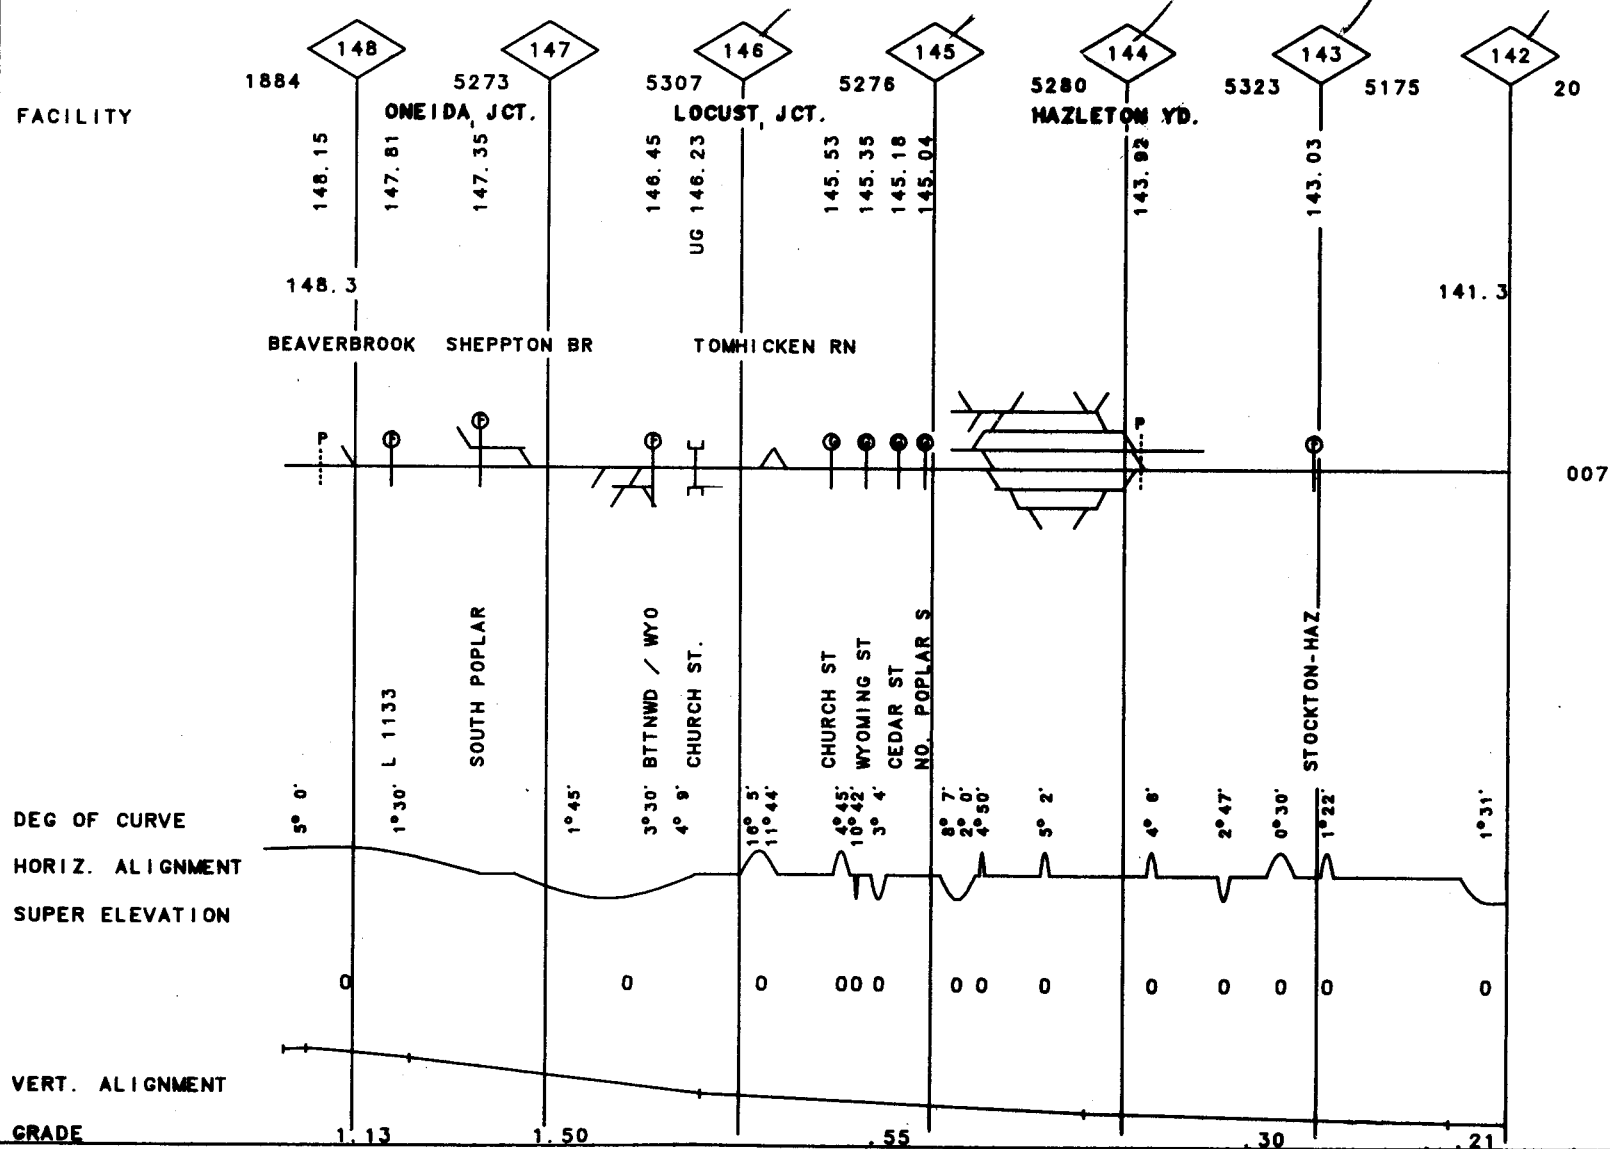 148 147 146 145 144 143 142
1884 5273 5307 5276 5280 5323 5175 20
FACILITY ONEIDA, JCT. LOCUST, JCT. HAZLETON YD.
148.15 147.81 147.35 146.45 UG 146.23 145.53 145.35 145.18 145.04 143.92 143.03
148.3 141.3
BEAVERBROOK SHEPPTON BR TOMHICKEN RN
P F F F G G G G P
007
L 1133 SOUTH POPLAR BTTNWD / WYO CHURCH ST. CHURCH ST WYOMING ST CEDAR ST NO. POPLAR S STOCKTON-HAZ
DEG OF CURVE 5° 0' 1°30' 1°45' 3°30' 4° 9' 16° 5' 11°44' 4°45' 10°42' 3° 4' 8° 7' 2° 0' 4°50' 5° 2' 4° 6' 2°47' 0°30' 1°22' 1°31'
HORIZ. ALIGNMENT
SUPER ELEVATION
0 0 0 0 0 0 0 0 0 0 0 0 0 0
VERT. ALIGNMENT
GRADE 1.13 1.50 .55 .30 .21